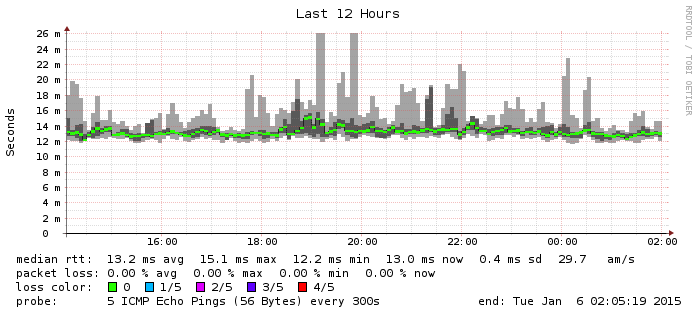 Last 12 Hours
RRDTOOL / TOBI OETIKER
Seconds
26 m
24 m
22 m
20 m
18 m
16 m
14 m
12 m
10 m
8 m
6 m
4 m
2 m
0
16:00 18:00 20:00 22:00 00:00 02:00
median rtt: 13.2 ms avg 15.1 ms max 12.2 ms min 13.0 ms now 0.4 ms sd 29.7 am/s
packet loss: 0.00 % avg 0.00 % max 0.00 % min 0.00 % now
loss color: 0 1/5 2/5 3/5 4/5
probe: 5 ICMP Echo Pings (56 Bytes) every 300s end: Tue Jan 6 02:05:19 2015